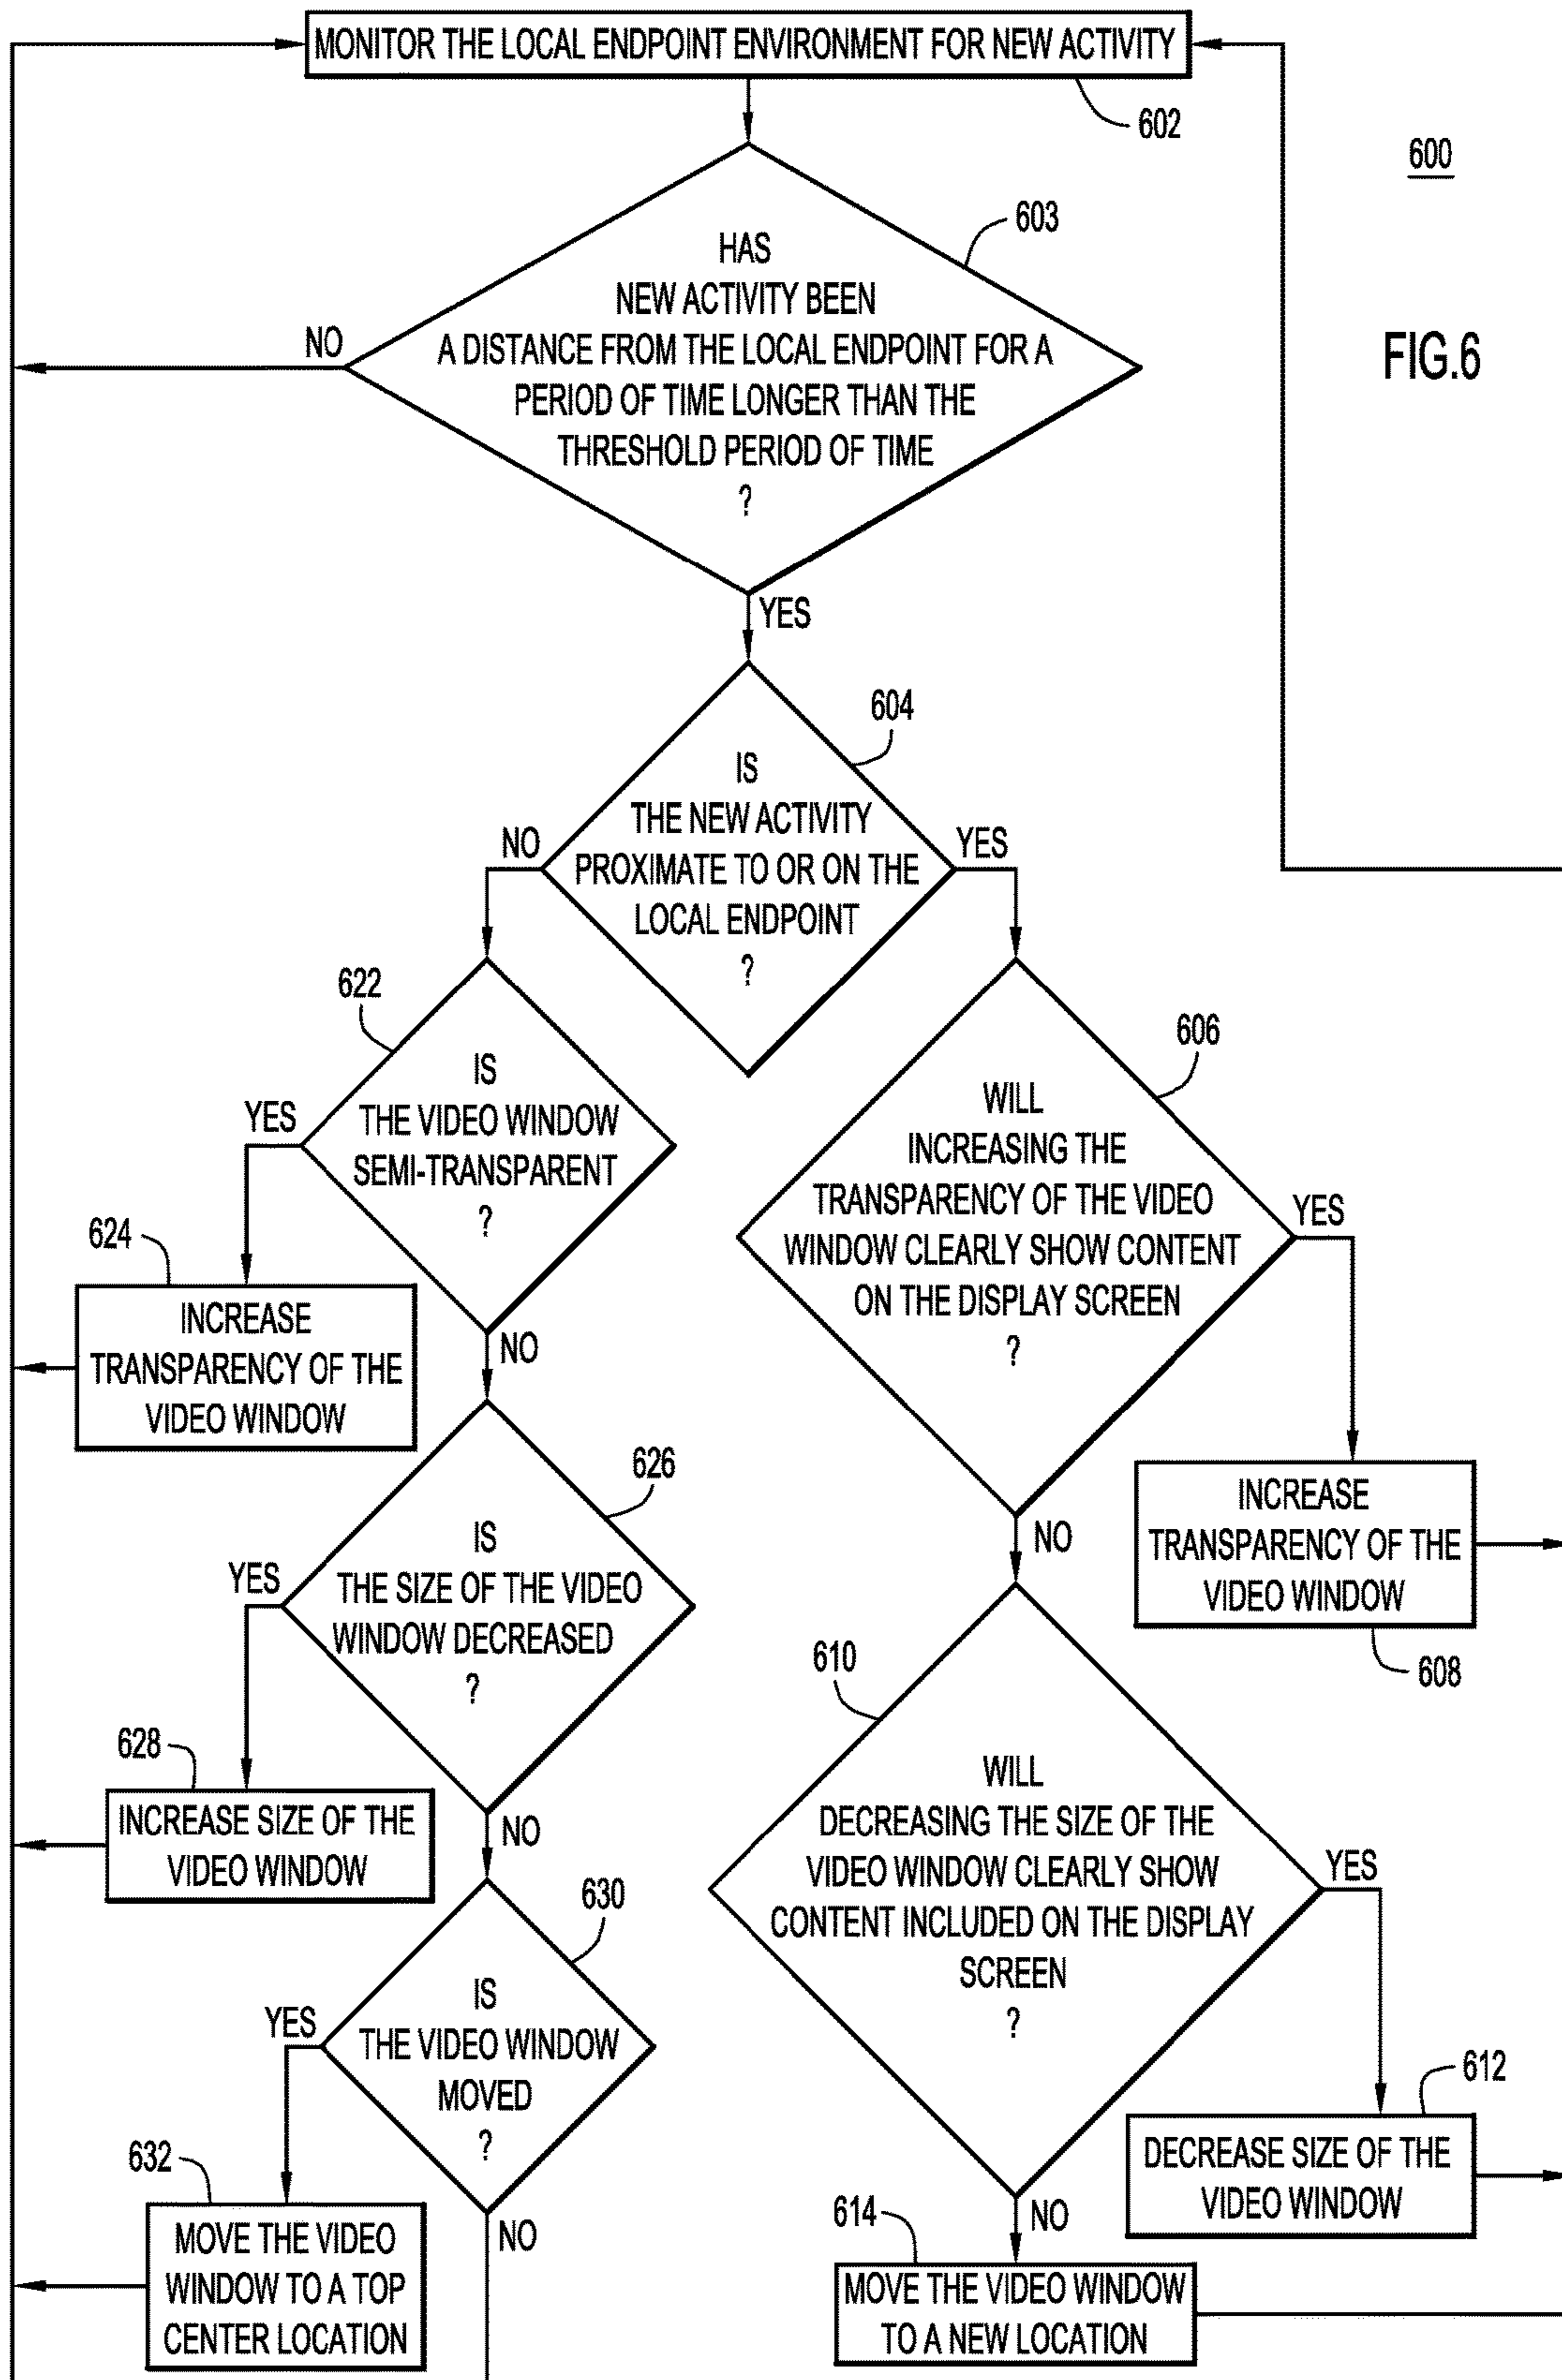 MONITOR THE LOCAL ENDPOINT ENVIRONMENT FOR NEW ACTIVITY
602
600
603
HAS
NEW ACTIVITY BEEN
A DISTANCE FROM THE LOCAL ENDPOINT FOR A
PERIOD OF TIME LONGER THAN THE
THRESHOLD PERIOD OF TIME
?
NO
FIG.6
YES
604
IS
THE NEW ACTIVITY
PROXIMATE TO OR ON THE
LOCAL ENDPOINT
?
NO
YES
622
IS
THE VIDEO WINDOW
SEMI-TRANSPARENT
?
YES
624
INCREASE
TRANSPARENCY OF THE
VIDEO WINDOW
NO
606
WILL
INCREASING THE
TRANSPARENCY OF THE VIDEO
WINDOW CLEARLY SHOW CONTENT
ON THE DISPLAY SCREEN
?
YES
NO
INCREASE
TRANSPARENCY OF THE
VIDEO WINDOW
608
626
IS
THE SIZE OF THE VIDEO
WINDOW DECREASED
?
YES
628
INCREASE SIZE OF THE
VIDEO WINDOW
NO
610
WILL
DECREASING THE SIZE OF THE
VIDEO WINDOW CLEARLY SHOW
CONTENT INCLUDED ON THE DISPLAY
SCREEN
?
YES
612
DECREASE SIZE OF THE
VIDEO WINDOW
630
IS
THE VIDEO WINDOW
MOVED
?
YES
632
MOVE THE VIDEO
WINDOW TO A TOP
CENTER LOCATION
NO
NO
614
MOVE THE VIDEO WINDOW
TO A NEW LOCATION